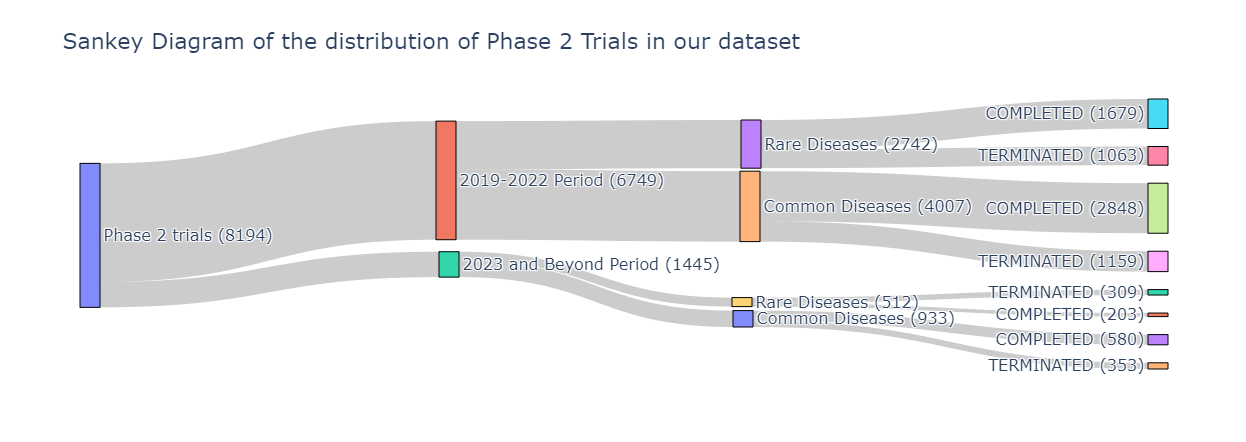 Sankey Diagram of the distribution of Phase 2 Trials in our dataset
Phase 2 trials (8194)
2019-2022 Period (6749)
2023 and Beyond Period (1445)
Rare Diseases (2742)
Common Diseases (4007)
Rare Diseases (512)
Common Diseases (933)
COMPLETED (1679)
TERMINATED (1063)
COMPLETED (2848)
TERMINATED (1159)
TERMINATED (309)
COMPLETED (203)
COMPLETED (580)
TERMINATED (353)